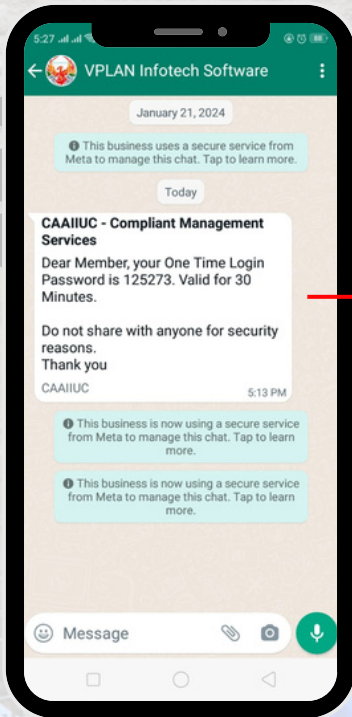 5:27
88
VPLAN Infotech Software
January 21, 2024
This business uses a secure service from
Meta to manage this chat. Tap to learn more.
Today
CAAIIUC - Compliant Management
Services
Dear Member, your One Time Login
Password is 125273. Valid for 30
Minutes.
Do not share with anyone for security
reasons.
Thank you
CAAIIUC
5:13 PM
This business is now using a secure service
from Meta to manage this chat. Tap to learn
more.
This business is now using a secure service
from Meta to manage this chat. Tap to learn
more.
Message